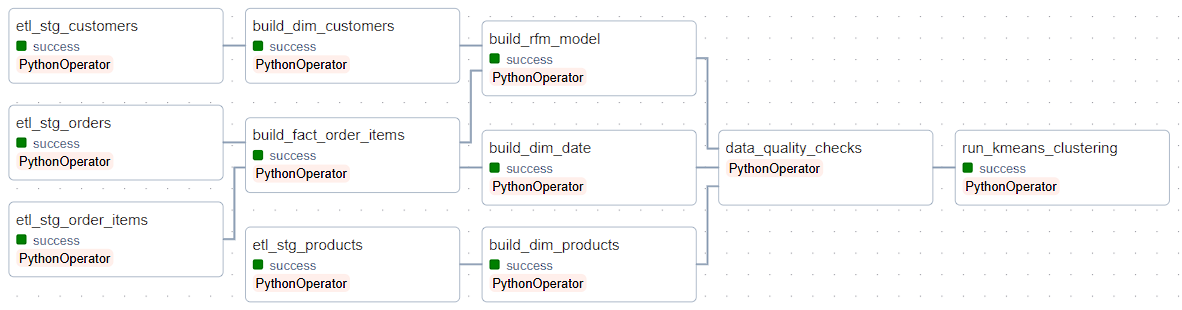 etl_stg_customers
success
PythonOperator
etl_stg_orders
success
PythonOperator
etl_stg_order_items
success
PythonOperator
build_dim_customers
success
PythonOperator
build_fact_order_items
success
PythonOperator
etl_stg_products
success
PythonOperator
build_rfm_model
success
PythonOperator
build_dim_date
success
PythonOperator
build_dim_products
success
PythonOperator
data_quality_checks
PythonOperator
run_kmeans_clustering
success
PythonOperator